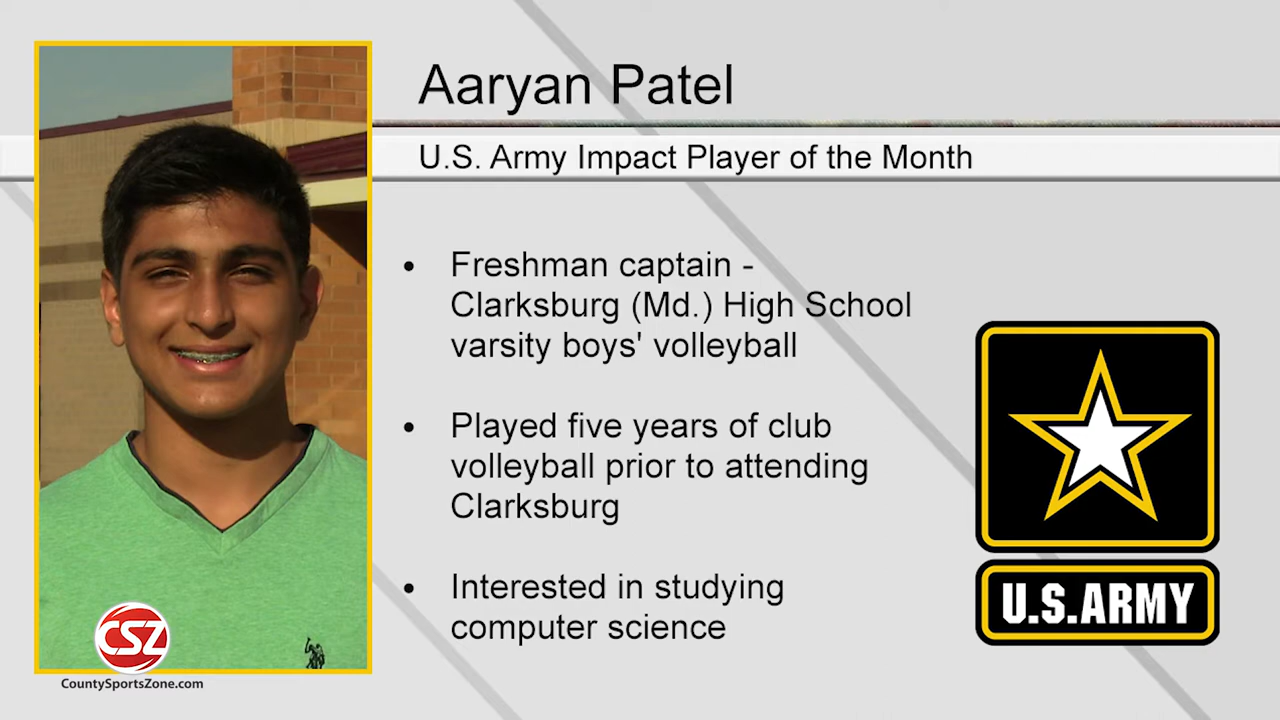 Aaryan Patel
U.S. Army Impact Player of the Month
• Freshman captain -
Clarksburg (Md.) High School
varsity boys' volleyball
• Played five years of club
volleyball prior to attending
Clarksburg
• Interested in studying
computer science
U.S.ARMY
CSZ
CountySportsZone.com